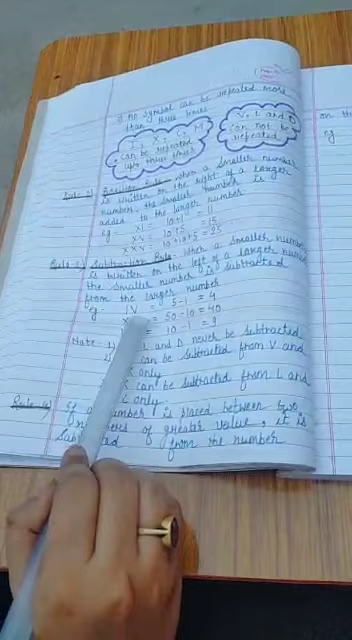 if no symbol can be repeated more
than three times
I, X, C, M
can be repeated
upto three times
V, L and D
can not be
repeated
on th
eg
Rule-2) Addition Rule- When a smaller number
is written on the right of a larger
number, the smaller number is
added to the larger number.
eg XI = 10+1 = 11
XV = 10+5 = 15
XXV = 10+10+5 = 25
Rule-3) Subtraction Rule- When a smaller number
is written on the left of a larger number
the smaller number is subtracted
from the larger number
eg- IV = 5-1 = 4
= 50-10 = 40
= 10-1 = 9
Note- L and D never be subtracted
can be subtracted from V and
only
can be subtracted from L and
C only.
Rule-4) If a number is placed between two
of greater value, it is
from the number